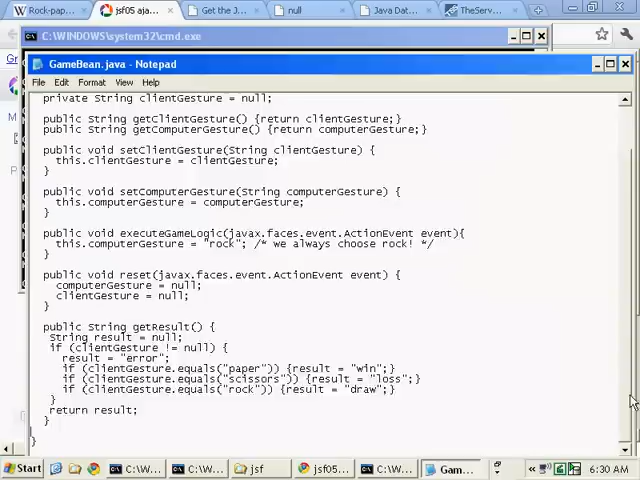 Rock-pap
jsf05 aja
Get the J
null
Java Dat
TheServ
C:\WINDOWS\system32\cmd.exe
GameBean.java - Notepad
File Edit Format View Help
private String clientGesture = null;
public String getClientGesture() {return clientGesture;}
public String getComputerGesture() {return computerGesture;}
public void setClientGesture(String clientGesture) {
this.clientGesture = clientGesture;
}
public void setComputerGesture(String computerGesture) {
this.computerGesture = computerGesture;
}
public void executeGameLogic(javax.faces.event.ActionEvent event){
this.computerGesture = "rock"; /* we always choose rock! */
}
public void reset(javax.faces.event.ActionEvent event) {
computerGesture = null;
clientGesture = null;
}
public String getResult() {
String result = null;
if (clientGesture != null) {
result = "error";
if (clientGesture.equals("paper")) {result = "win";}
if (clientGesture.equals("scissors")) {result = "loss";}
if (clientGesture.equals("rock")) {result = "draw";}
}
return result;
}
}
Start C:\W... C:\W... jsf jsf05... C:\W... Gam... 6:30 AM